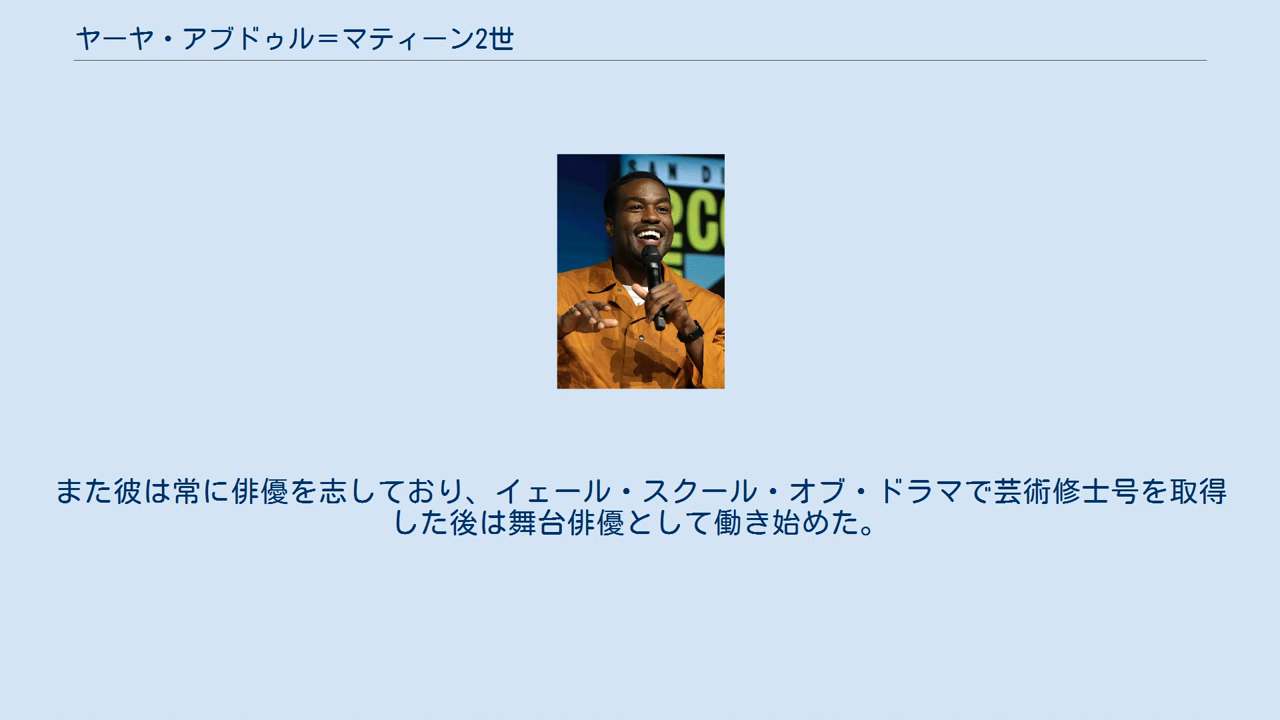 ヤーヤ・アブドゥル＝マティーン2世
SAN DI
2CO
また彼は常に俳優を志しており、イェール・スクール・オブ・ドラマで芸術修士号を取得
した後は舞台俳優として働き始めた。